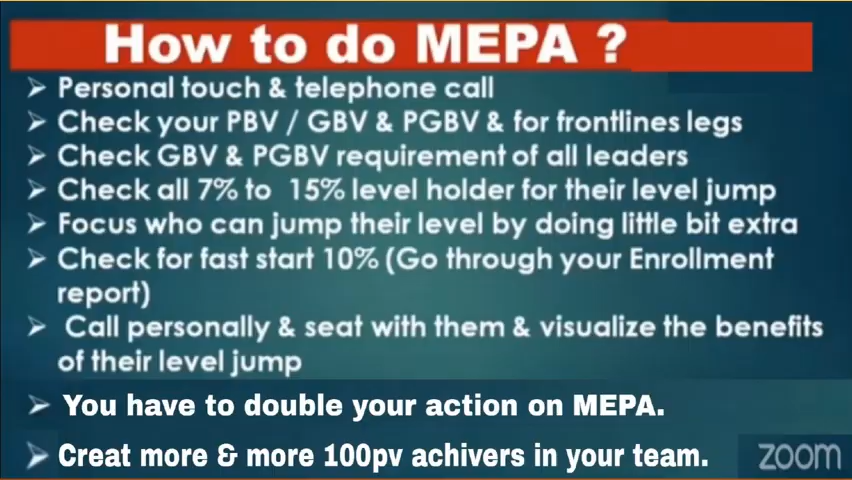 How to do MEPA ?
➢ Personal touch & telephone call
➢ Check your PBV / GBV & PGBV & for frontlines legs
➢ Check GBV & PGBV requirement of all leaders
➢ Check all 7% to 15% level holder for their level jump
➢ Focus who can jump their level by doing little bit extra
➢ Check for fast start 10% (Go through your Enrollment
report)
➢ Call personally & seat with them & visualize the benefits
of their level jump
➢ You have to double your action on MEPA.
➢ Creat more & more 100pv achivers in your team.
zoom